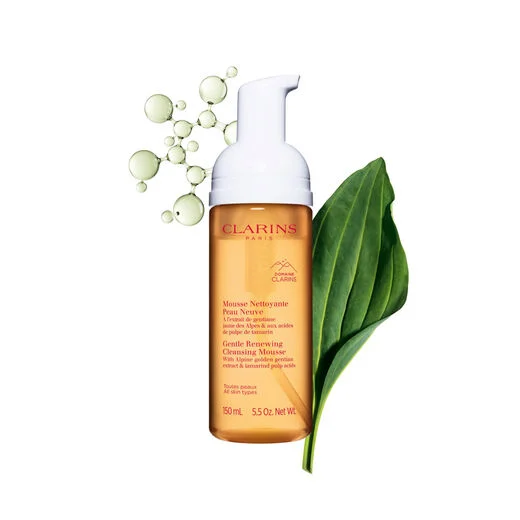 CLARINS
PARIS
DOMAINE
CLARINS
Mousse Nettoyante
Peau Neuve
A l'extrait de gentiane
jaune des Alpes & aux acides
de pulpe de tamarin
Gentle Renewing
Cleansing Mousse
With Alpine golden gentian
extract & tamarind pulp acids
Toutes peaux
All skin types
150 mL 5.5 Oz. Net Wt.